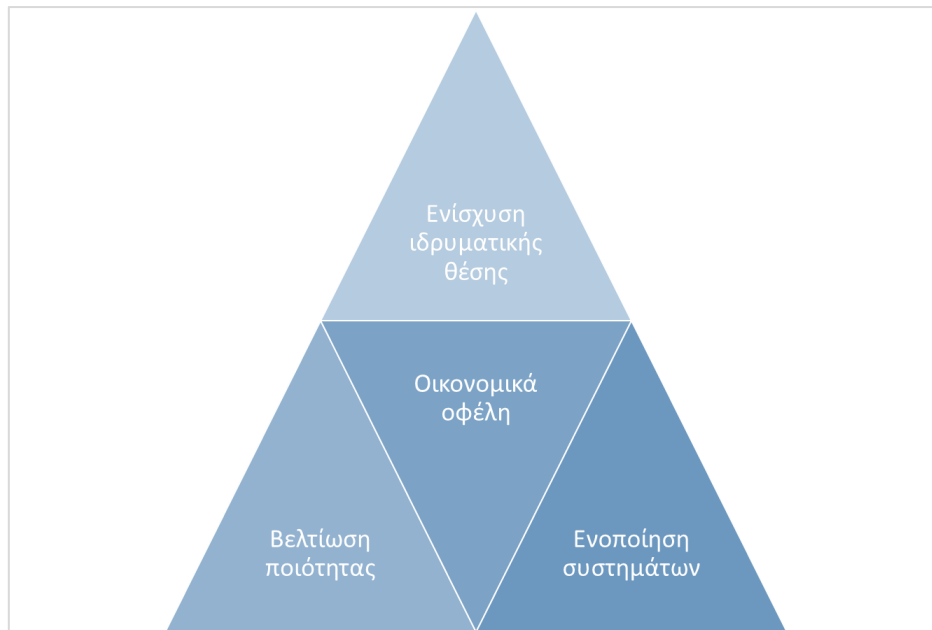 Ενίσχυση
ιδρυματικής
θέσης
Οικονομικά
οφέλη
Βελτίωση
ποιότητας
Ενοποίηση
συστημάτων